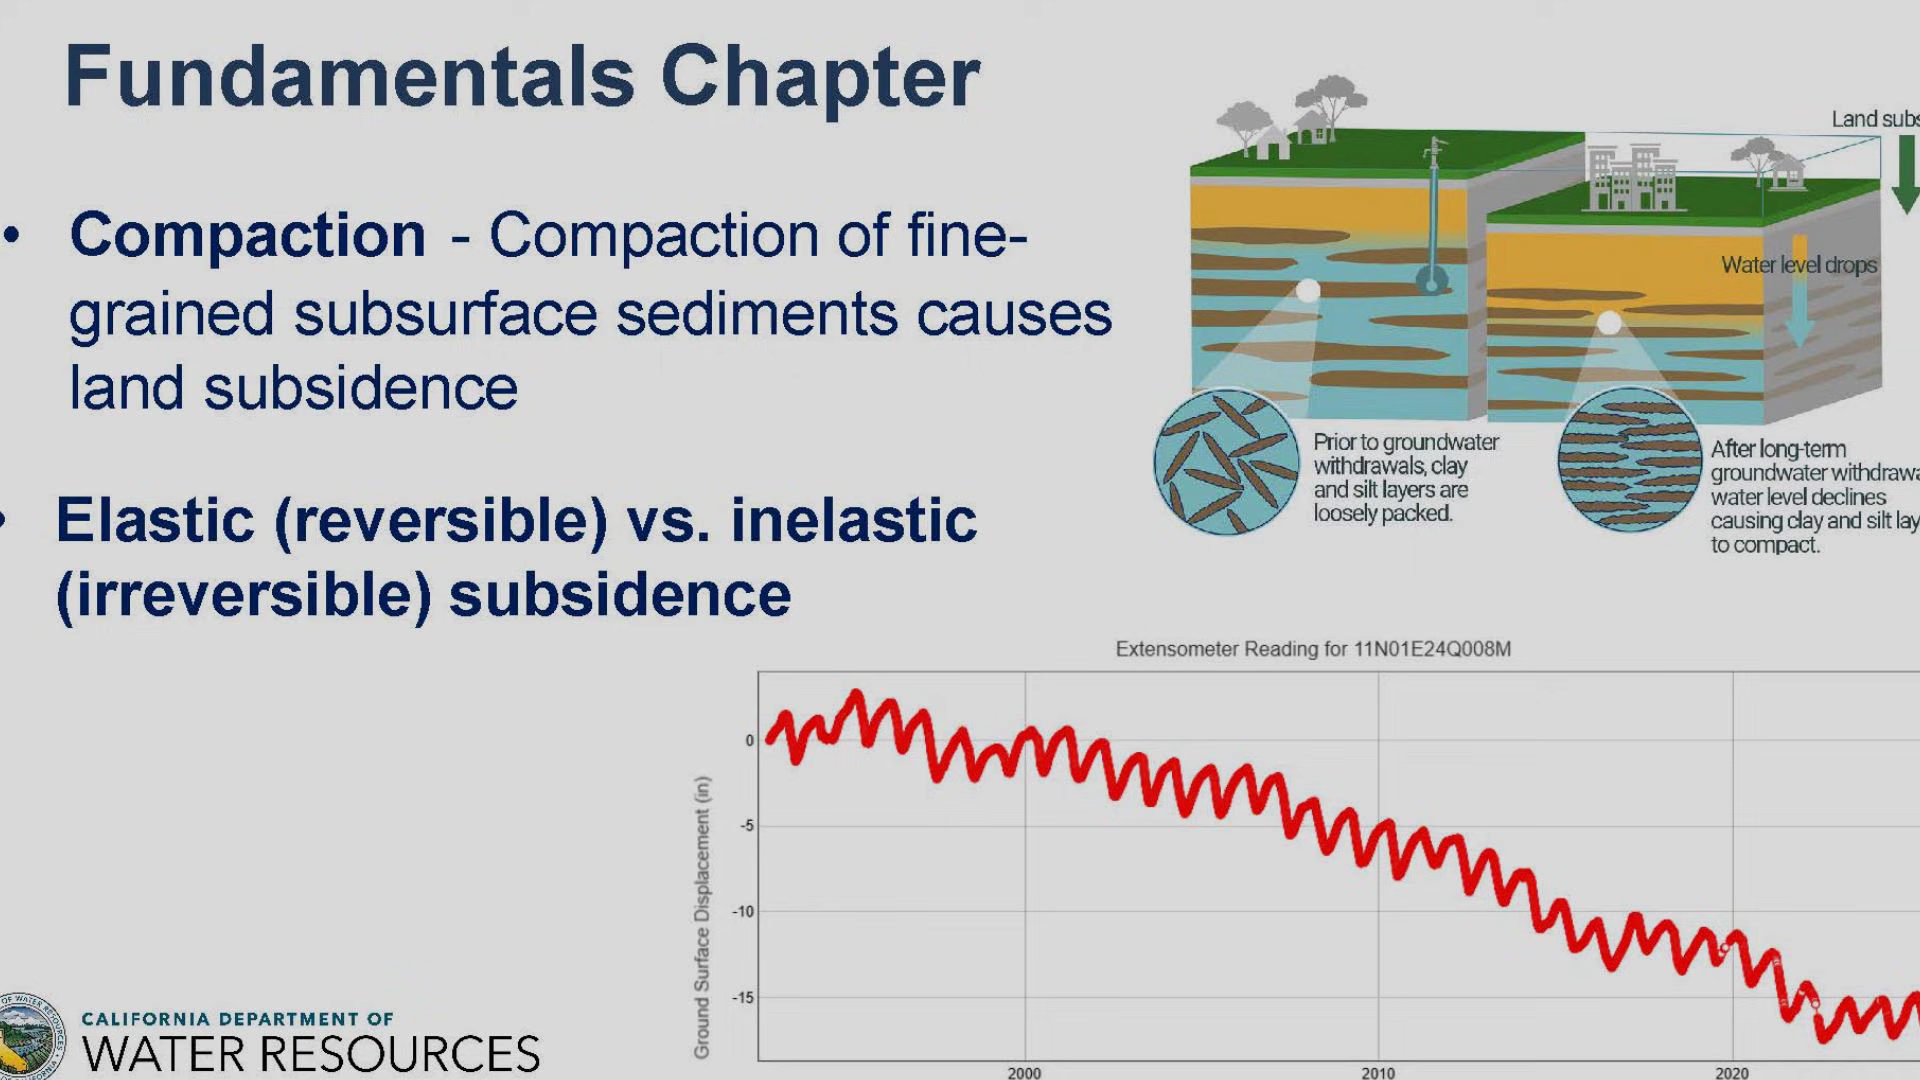 Fundamentals Chapter
• Compaction - Compaction of fine-
grained subsurface sediments causes
land subsidence
• Elastic (reversible) vs. inelastic
(irreversible) subsidence
Land subs
Water level drops
Prior to groundwater
withdrawals, clay
and silt layers are
loosely packed.
After long-term
groundwater withdrawa
water level declines
causing clay and silt lay
to compact.
Extensometer Reading for 11N01E24Q008M
Ground Surface Displacement (in)
0
-5
-10
-15
2000
2010
2020
CALIFORNIA DEPARTMENT OF
WATER RESOURCES